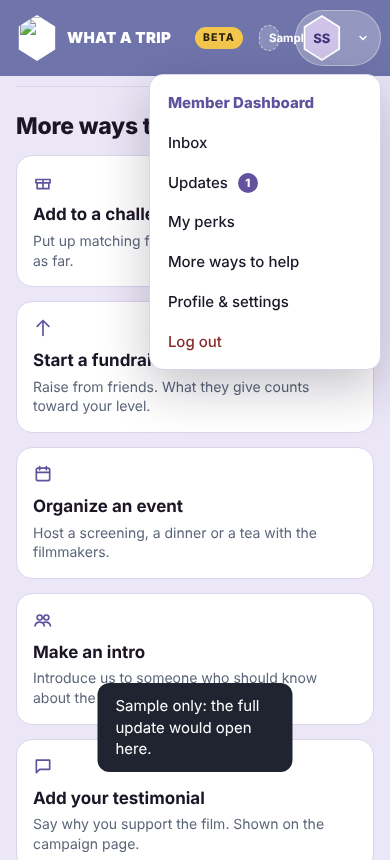 WHAT A TRIP
BETA
Sampl
SS
Member Dashboard
Inbox
Updates 1
My perks
More ways to help
Profile & settings
Log out
More ways t
Add to a challe
Put up matching f
as far.
Start a fundrai
Raise from friends. What they give counts
toward your level.
Organize an event
Host a screening, a dinner or a tea with the
filmmakers.
Make an intro
Introduce us to someone who should know
about the
Sample only: the full
update would open
here.
Add your testimonial
Say why you support the film. Shown on the
campaign page.